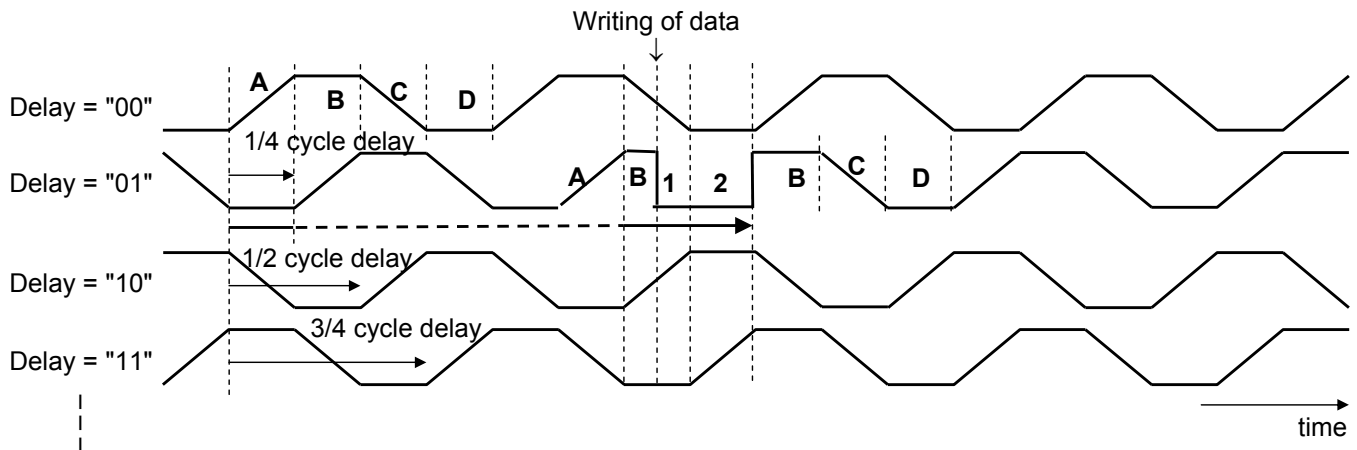 Writing of data
↓
Delay = "00"
A
B
C
D
1/4 cycle delay
Delay = "01"
A
B
1
2
B
C
D
1/2 cycle delay
Delay = "10"
3/4 cycle delay
Delay = "11"
time